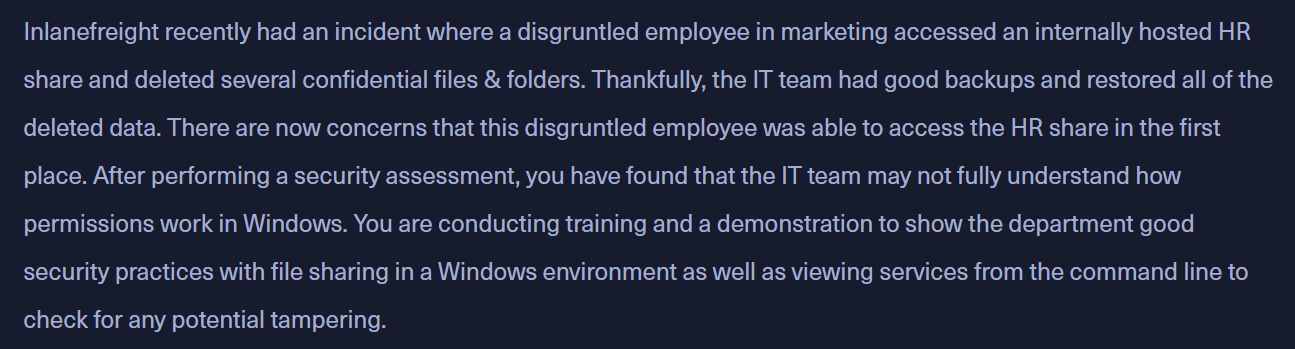 Inlanefreight recently had an incident where a disgruntled employee in marketing accessed an internally hosted HR
share and deleted several confidential files & folders. Thankfully, the IT team had good backups and restored all of the
deleted data. There are now concerns that this disgruntled employee was able to access the HR share in the first
place. After performing a security assessment, you have found that the IT team may not fully understand how
permissions work in Windows. You are conducting training and a demonstration to show the department good
security practices with file sharing in a Windows environment as well as viewing services from the command line to
check for any potential tampering.